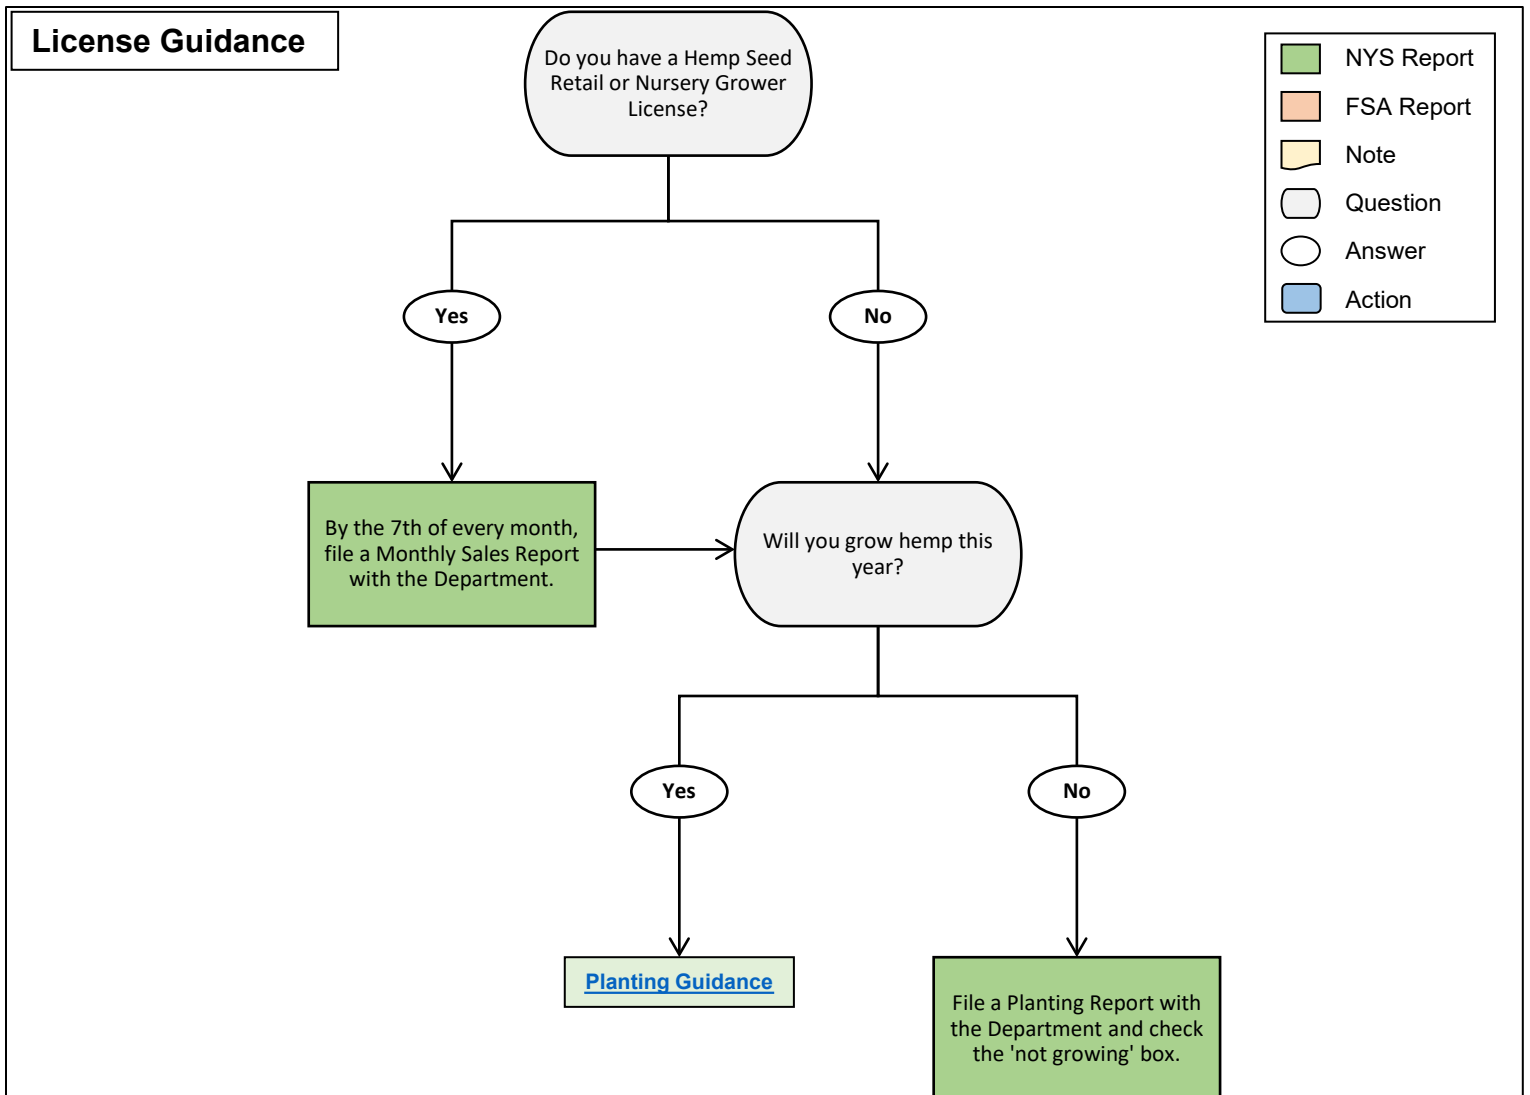 License Guidance
Do you have a Hemp Seed
Retail or Nursery Grower
License?
NYS Report
FSA Report
Note
Question
Answer
Action
Yes
No
By the 7th of every month,
file a Monthly Sales Report
with the Department.
Will you grow hemp this
year?
Yes
No
Planting Guidance
File a Planting Report with
the Department and check
the 'not growing' box.